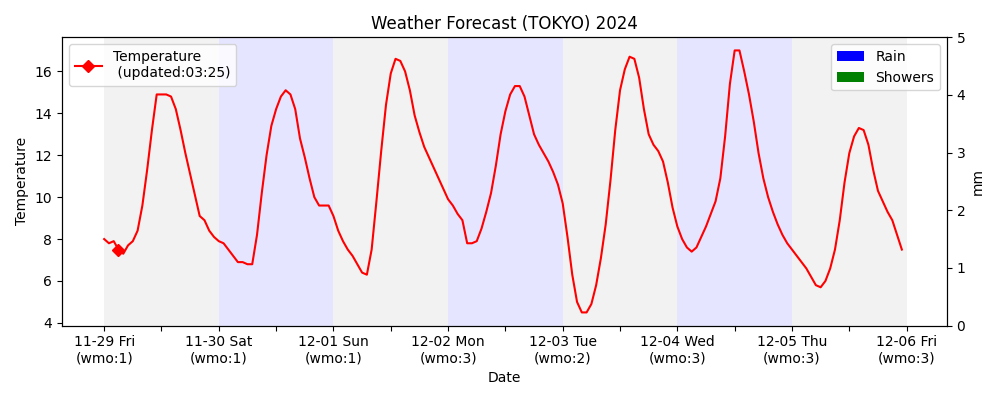 Weather Forecast (TOKYO) 2024
Temperature
(updated:03:25)
Rain
Showers
Temperature
16
14
12
10
8
6
4
5
4
3
2
1
0
mm
11-29 Fri
(wmo:1)
11-30 Sat
(wmo:1)
12-01 Sun
(wmo:1)
12-02 Mon
(wmo:3)
12-03 Tue
(wmo:2)
12-04 Wed
(wmo:3)
12-05 Thu
(wmo:3)
12-06 Fri
(wmo:3)
Date